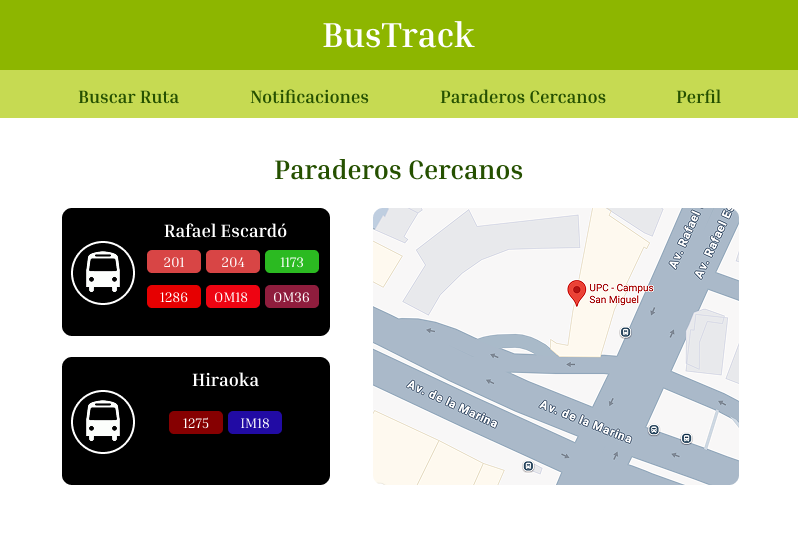 BusTrack
Buscar Ruta Notificaciones Paraderos Cercanos Perfil
Paraderos Cercanos
Rafael Escardó
201 204 1173
1286 OM18 OM36
Hiraoka
1275 IM18
Av. Rafael
Av. Rafael Es
UPC - Campus
San Miguel
Av. de la Marina
Av. de la Marina